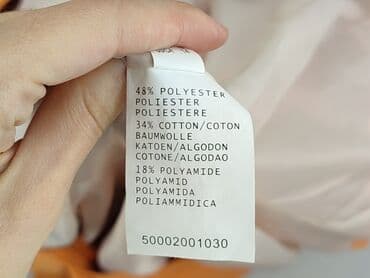 48% POLYESTER
POLIESTER
POLIESTERE
34% COTTON/COTON
BAUMWOLLE
KATOEN/ALGODON
COTONE/ALGODAO
18% POLYAMIDE
POLYAMID
POLYAMIDA
POLIAMMIDICA
50002001030